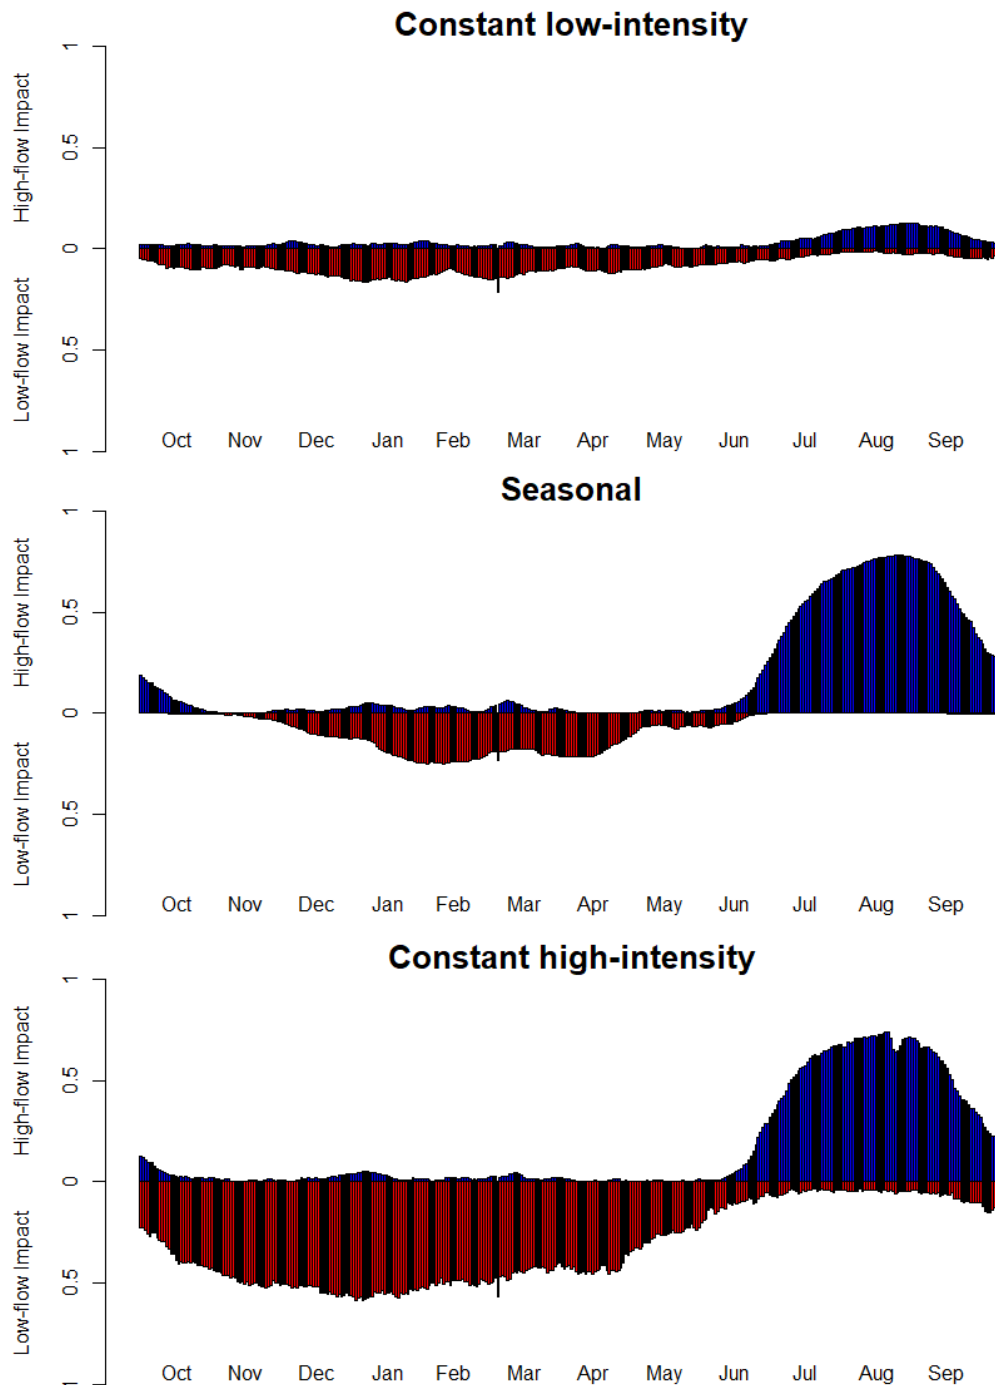 Constant low-intensity
High-flow Impact
Low-flow Impact
1
0.5
0
0.5
1
Oct Nov Dec Jan Feb Mar Apr May Jun Jul Aug Sep
Seasonal
High-flow Impact
Low-flow Impact
1
0.5
0
0.5
1
Oct Nov Dec Jan Feb Mar Apr May Jun Jul Aug Sep
Constant high-intensity
High-flow Impact
Low-flow Impact
1
0.5
0
0.5
1
Oct Nov Dec Jan Feb Mar Apr May Jun Jul Aug Sep